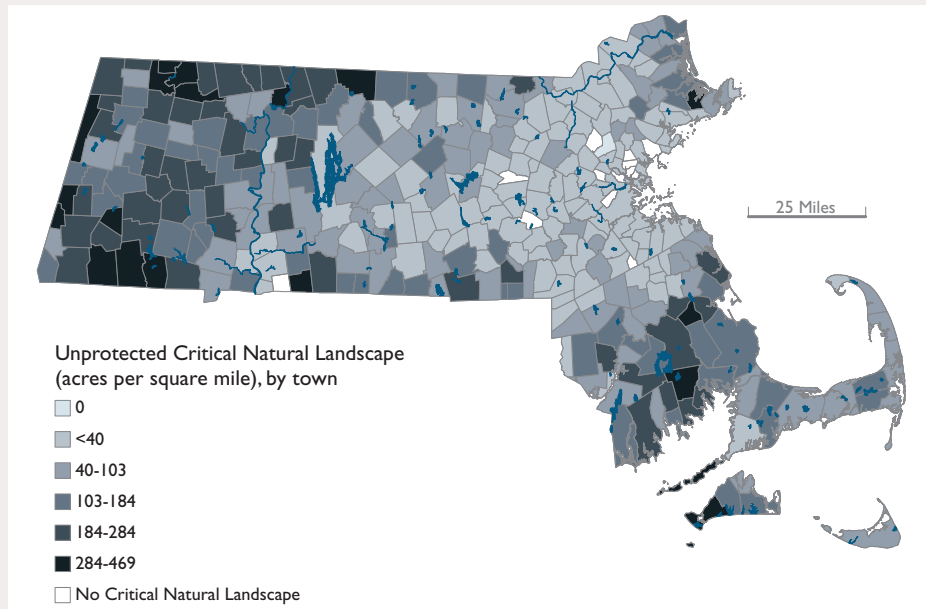 25 Miles
Unprotected Critical Natural Landscape
(acres per square mile), by town
0
<40
40-103
103-184
184-284
284-469
No Critical Natural Landscape